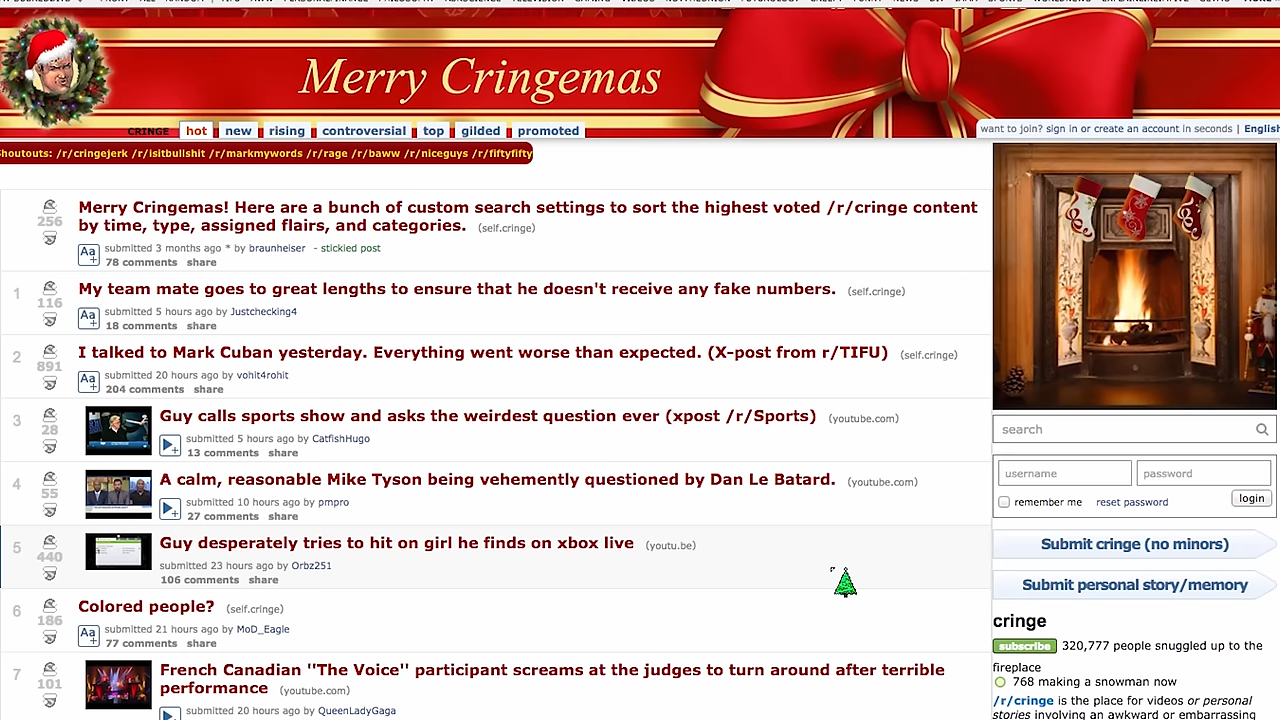 Merry Cringemas
CRINGE hot new rising controversial top gilded promoted
want to join? sign in or create an account in seconds | English
/r/cringejerk /r/isitbullshit /r/markmywords /r/rage /r/baww /r/niceguys /r/fiftyfifty
256
Merry Cringemas! Here are a bunch of custom search settings to sort the highest voted /r/cringe content
by time, type, assigned flairs, and categories. (self.cringe)
Aa+
submitted 3 months ago * by braunheiser - stickied post
78 comments share
1
116
My team mate goes to great lengths to ensure that he doesn't receive any fake numbers. (self.cringe)
Aa+
submitted 5 hours ago by Justchecking4
18 comments share
2
891
I talked to Mark Cuban yesterday. Everything went worse than expected. (X-post from r/TIFU) (self.cringe)
Aa+
submitted 20 hours ago by vohit4rohit
204 comments share
3
28
Guy calls sports show and asks the weirdest question ever (xpost /r/Sports) (youtube.com)
submitted 5 hours ago by CatfishHugo
13 comments share
4
55
A calm, reasonable Mike Tyson being vehemently questioned by Dan Le Batard. (youtube.com)
submitted 10 hours ago by pmpro
27 comments share
5
440
Guy desperately tries to hit on girl he finds on xbox live (youtu.be)
submitted 23 hours ago by Orbz251
106 comments share
6
186
Colored people? (self.cringe)
Aa+
submitted 21 hours ago by MoD_Eagle
77 comments share
7
101
French Canadian "The Voice" participant screams at the judges to turn around after terrible
performance (youtube.com)
submitted 20 hours ago by QueenLadyGaga
search
username password
remember me reset password login
Submit cringe (no minors)
Submit personal story/memory
cringe
subscribe 320,777 people snuggled up to the
fireplace
768 making a snowman now
/r/cringe is the place for videos or personal
stories involving an awkward or embarrassing